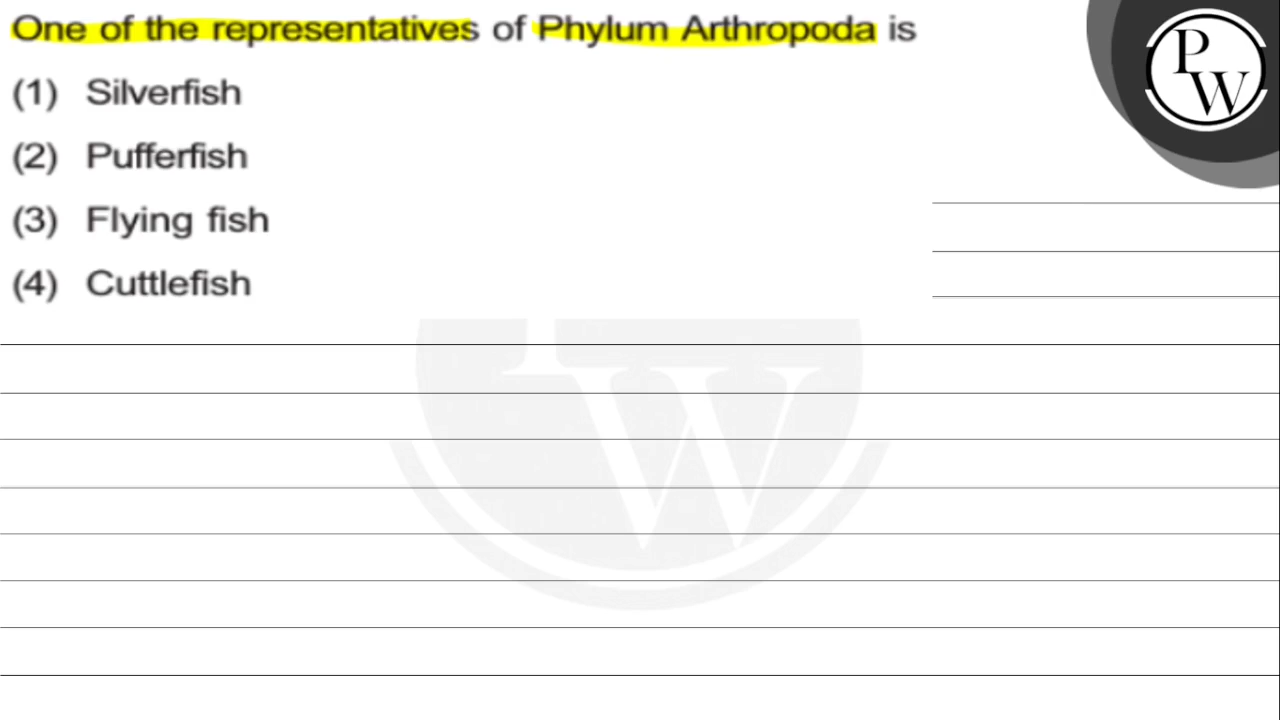 One of the representatives of Phylum Arthropoda is
(1) Silverfish
(2) Pufferfish
(3) Flying fish
(4) Cuttlefish
PW
W